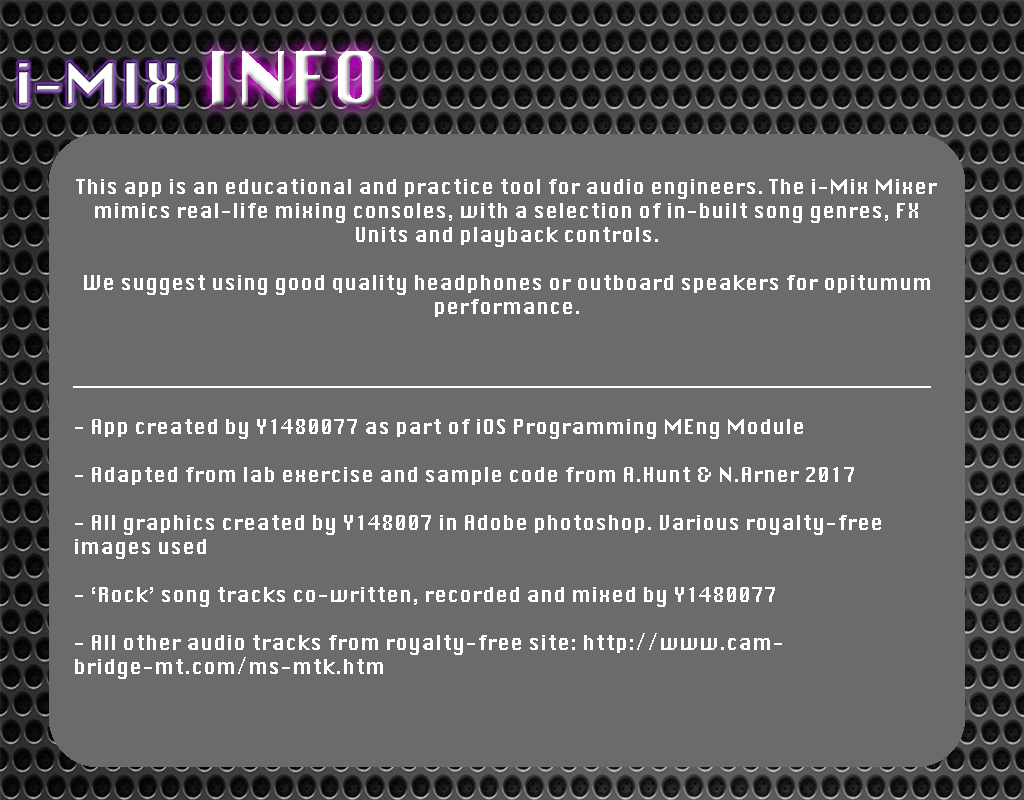 i-MIX INFO
This app is an educational and practice tool for audio engineers. The i-Mix Mixer
mimics real-life mixing consoles, with a selection of in-built song genres, FX
Units and playback controls.
We suggest using good quality headphones or outboard speakers for opitumum
performance.
- App created by Y1480077 as part of iOS Programming MEng Module
- Adapted from lab exercise and sample code from A.Hunt & N.Arner 2017
- All graphics created by Y148007 in Adobe photoshop. Various royalty-free
images used
- ‘Rock’ song tracks co-written, recorded and mixed by Y1480077
- All other audio tracks from royalty-free site: http://www.cam-
bridge-mt.com/ms-mtk.htm